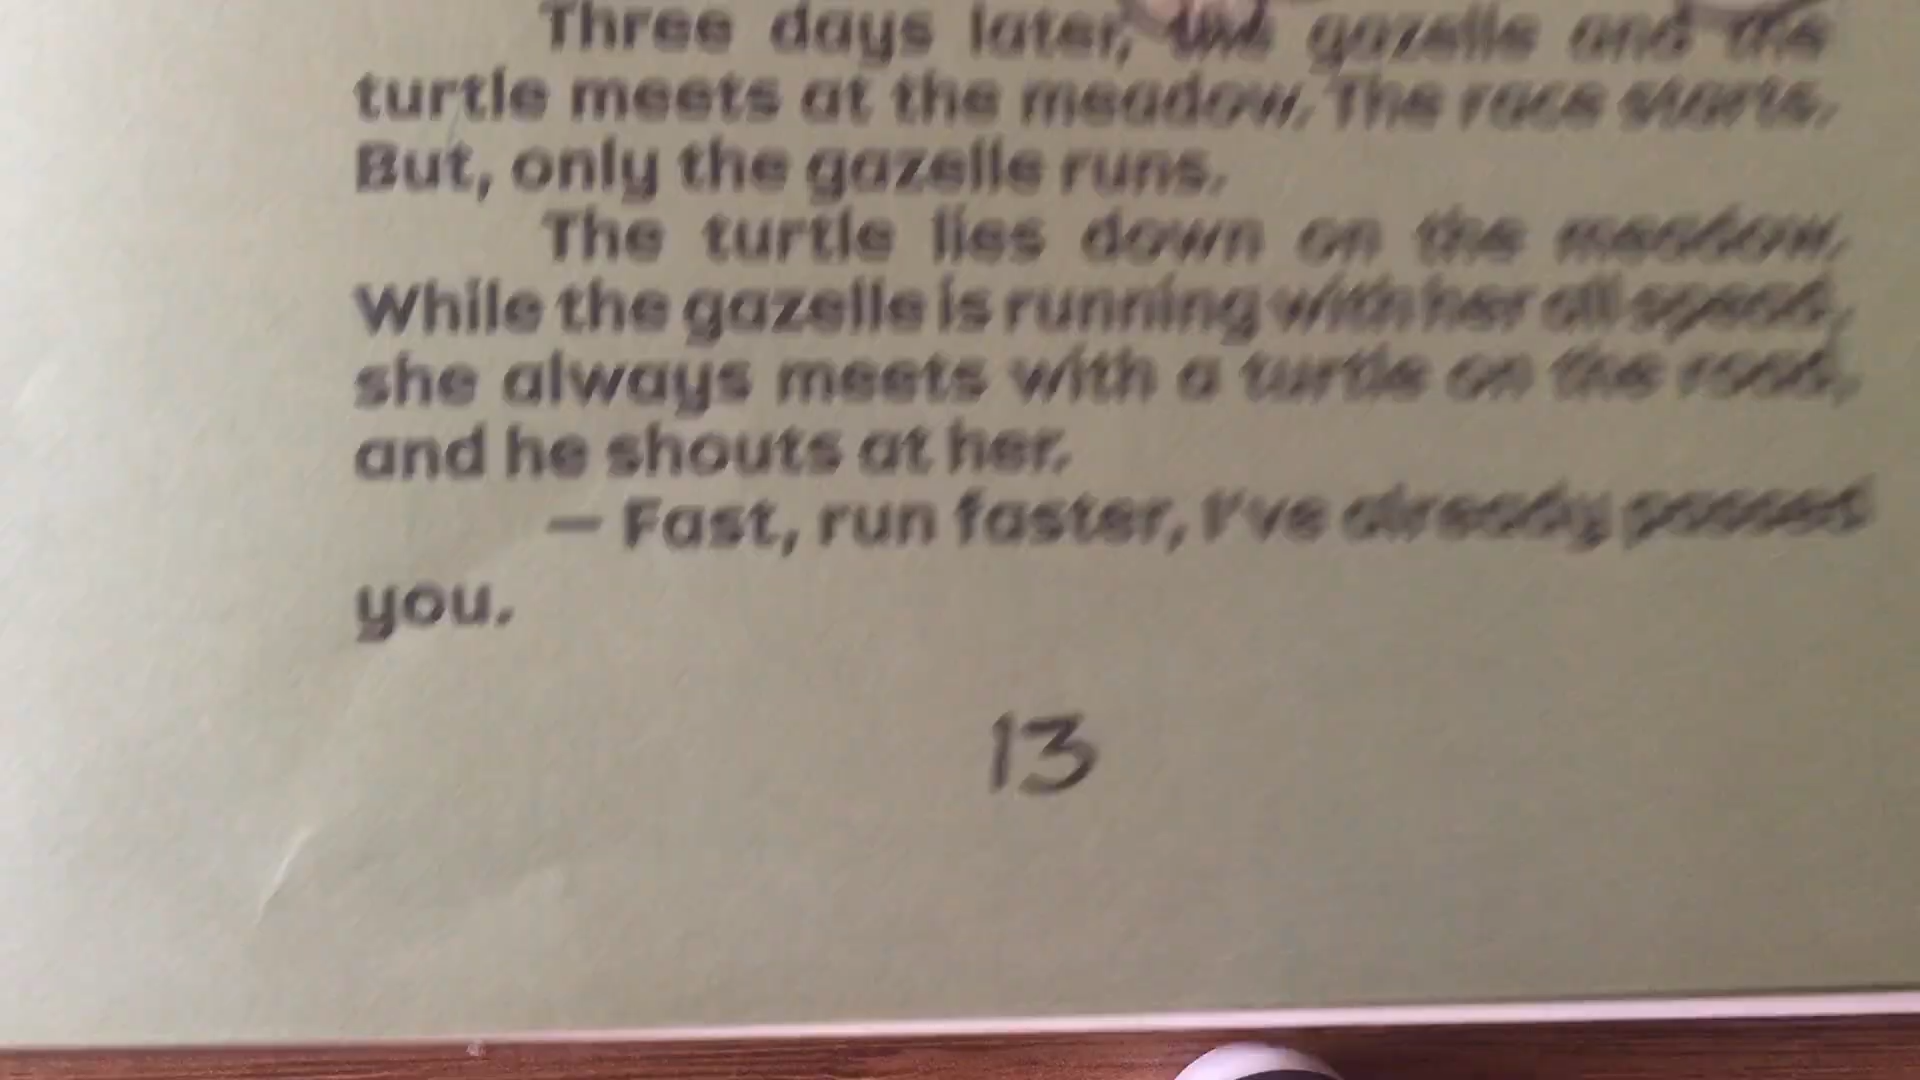 Three days later, the gazelle and the
turtle meets at the meadow. The race starts.
But, only the gazelle runs.
The turtle lies down on the meadow.
While the gazelle is running with her all speed,
she always meets with a turtle on the road,
and he shouts at her.
— Fast, run faster, I've already passed
you.
13